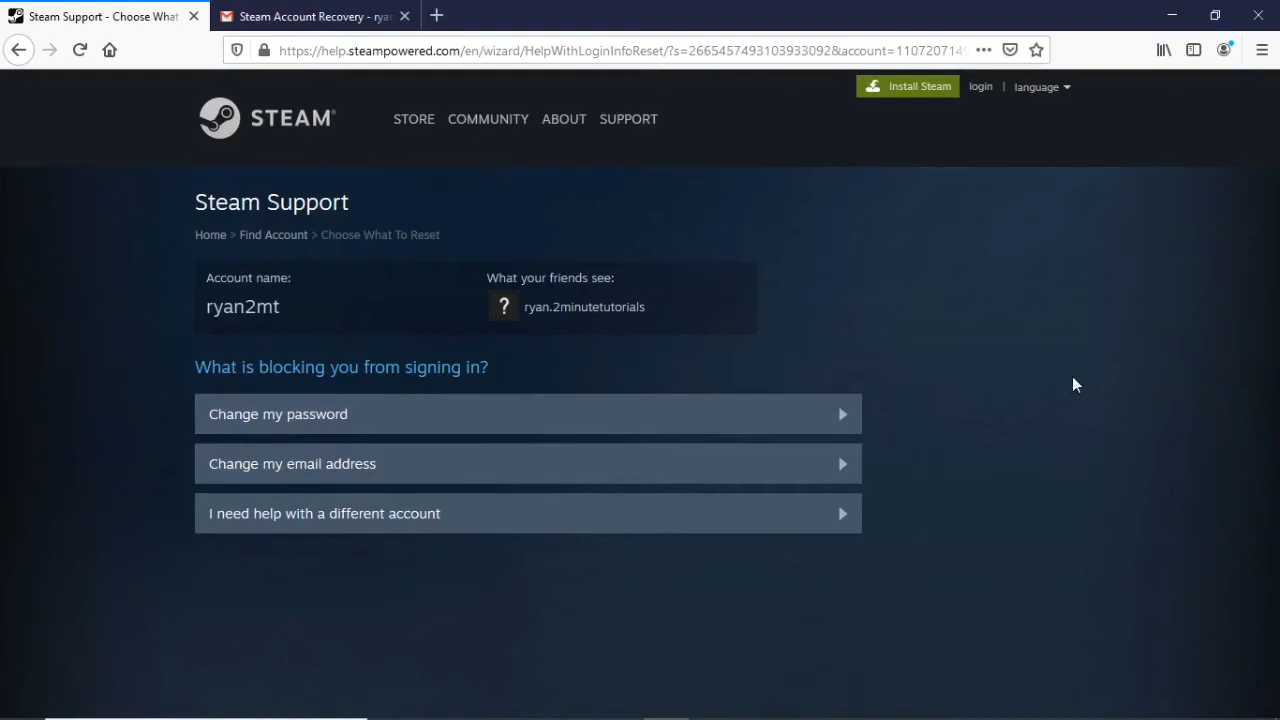 Steam Support - Choose What
Steam Account Recovery - rya
https://help.steampowered.com/en/wizard/HelpWithLoginInfoReset/?s=2665457493103933092&account=1107207149
Install Steam
login
language
STEAM®
STORE COMMUNITY ABOUT SUPPORT
Steam Support
Home > Find Account > Choose What To Reset
Account name: What your friends see:
ryan2mt ? ryan.2minutetutorials
What is blocking you from signing in?
Change my password
Change my email address
I need help with a different account